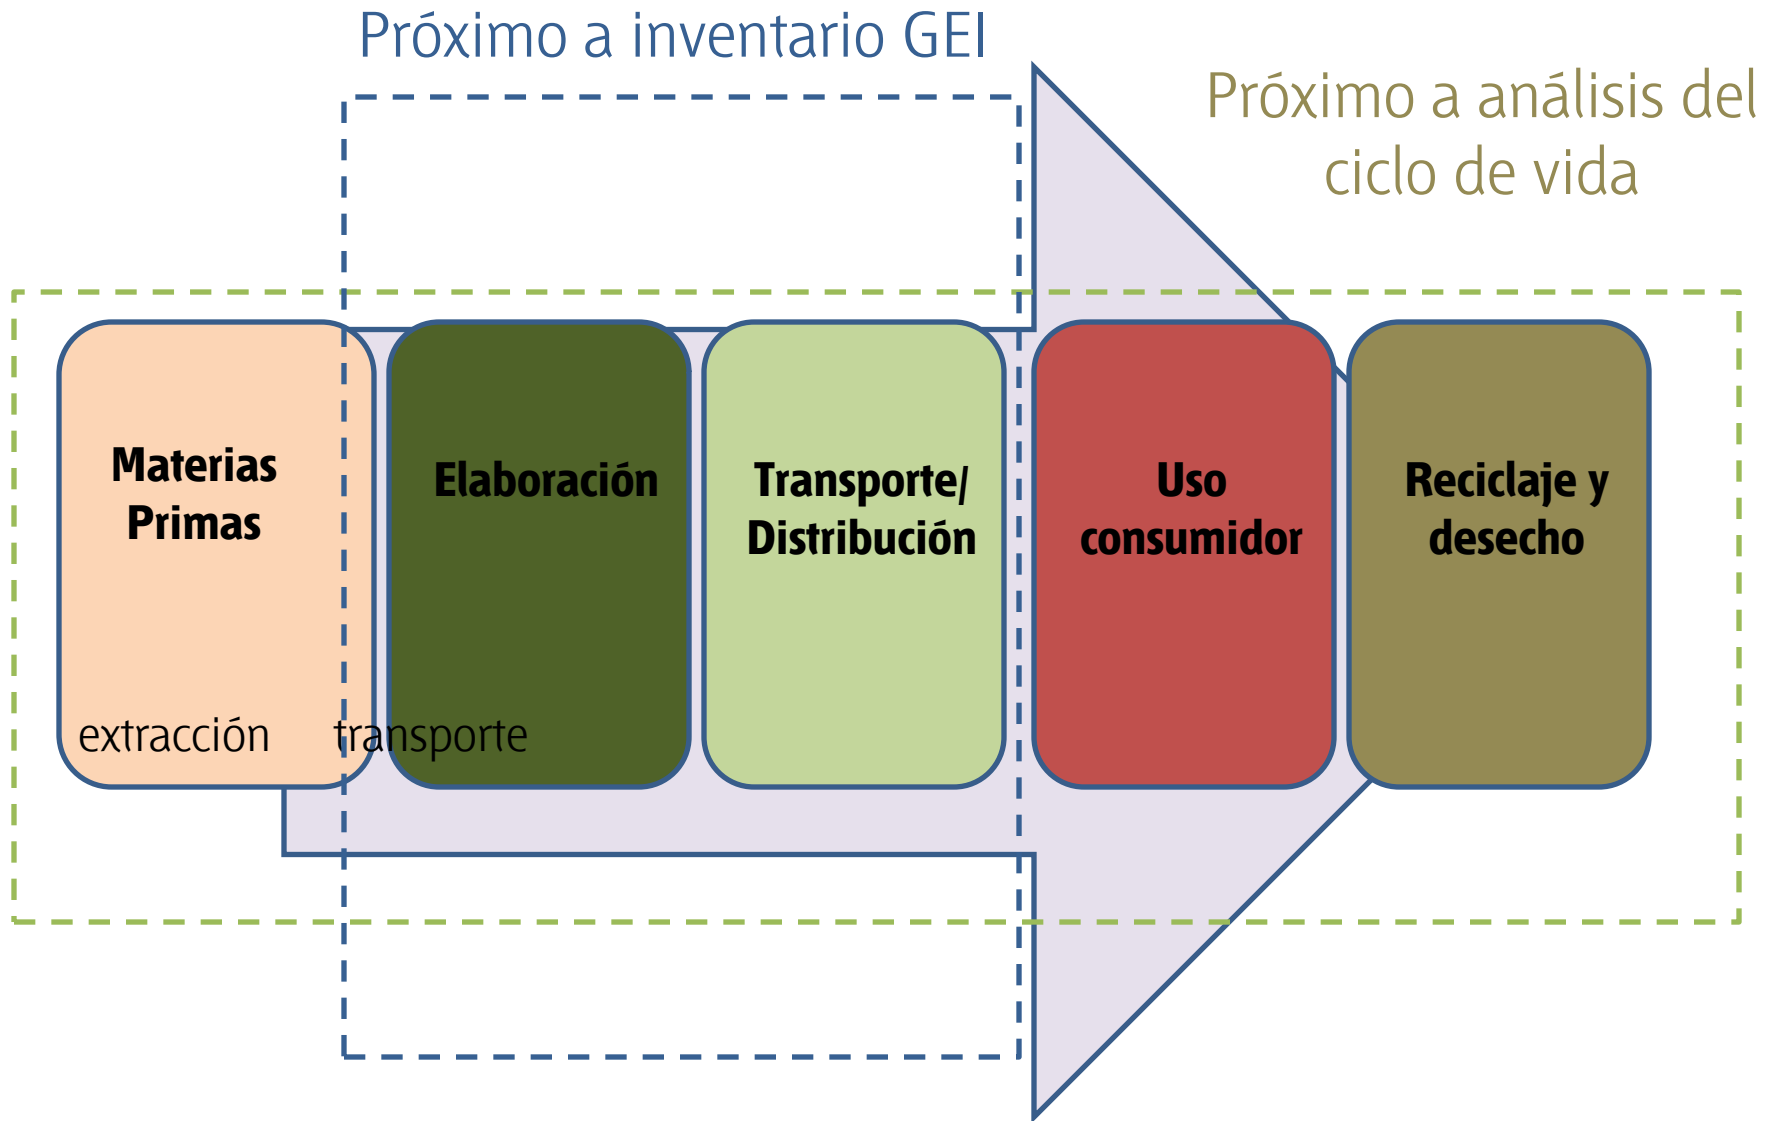 Próximo a inventario GEI
Próximo a análisis del
ciclo de vida
Materias
Primas
Elaboración
Transporte/
Distribución
Uso
consumidor
Reciclaje y
desecho
extracción
transporte